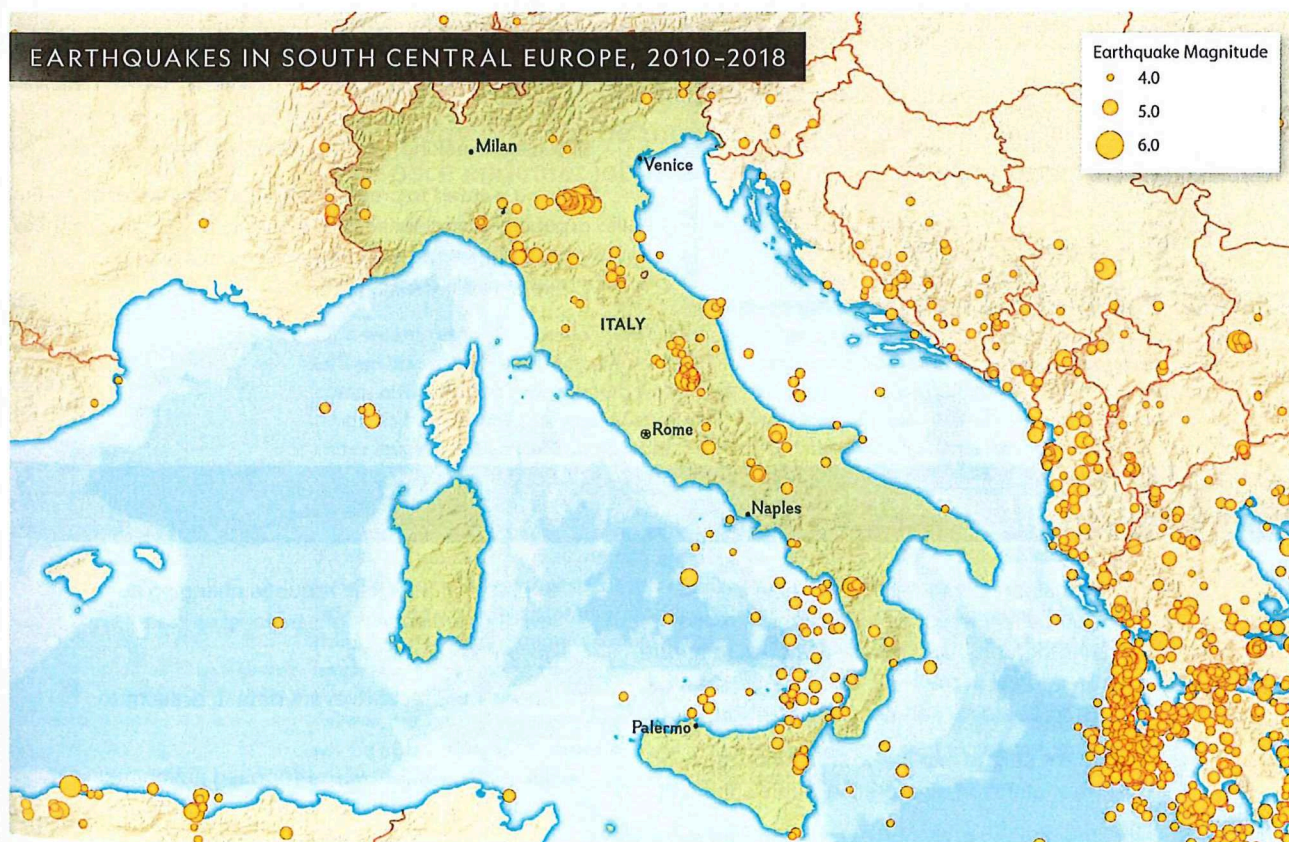 EARTHQUAKES IN SOUTH CENTRAL EUROPE, 2010–2018
Earthquake Magnitude
4.0
5.0
6.0
Milan
Venice
ITALY
Rome
Naples
Palermo